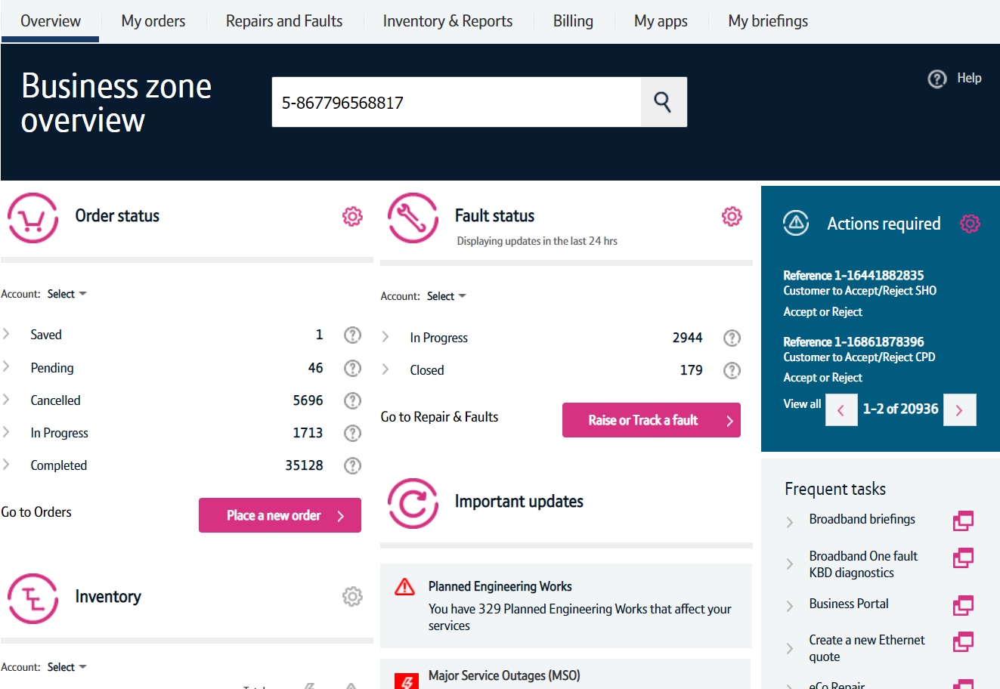 Overview My orders Repairs and Faults Inventory & Reports Billing My apps My briefings
Business zone
overview
5-867796568817
Help
Order status
Account: Select
Saved 1
Pending 46
Cancelled 5696
In Progress 1713
Completed 35128
Go to Orders Place a new order
Inventory
Account: Select
Fault status
Displaying updates in the last 24 hrs
Account: Select
In Progress 2944
Closed 179
Go to Repair & Faults Raise or Track a fault
Important updates
Planned Engineering Works
You have 329 Planned Engineering Works that affect your
services
Major Service Outages (MSO)
Actions required
Reference 1-16441882835
Customer to Accept/Reject SHO
Accept or Reject
Reference 1-16861878396
Customer to Accept/Reject CPD
Accept or Reject
View all 1-2 of 20936
Frequent tasks
Broadband briefings
Broadband One fault
KBD diagnostics
Business Portal
Create a new Ethernet
quote
eCo Repair